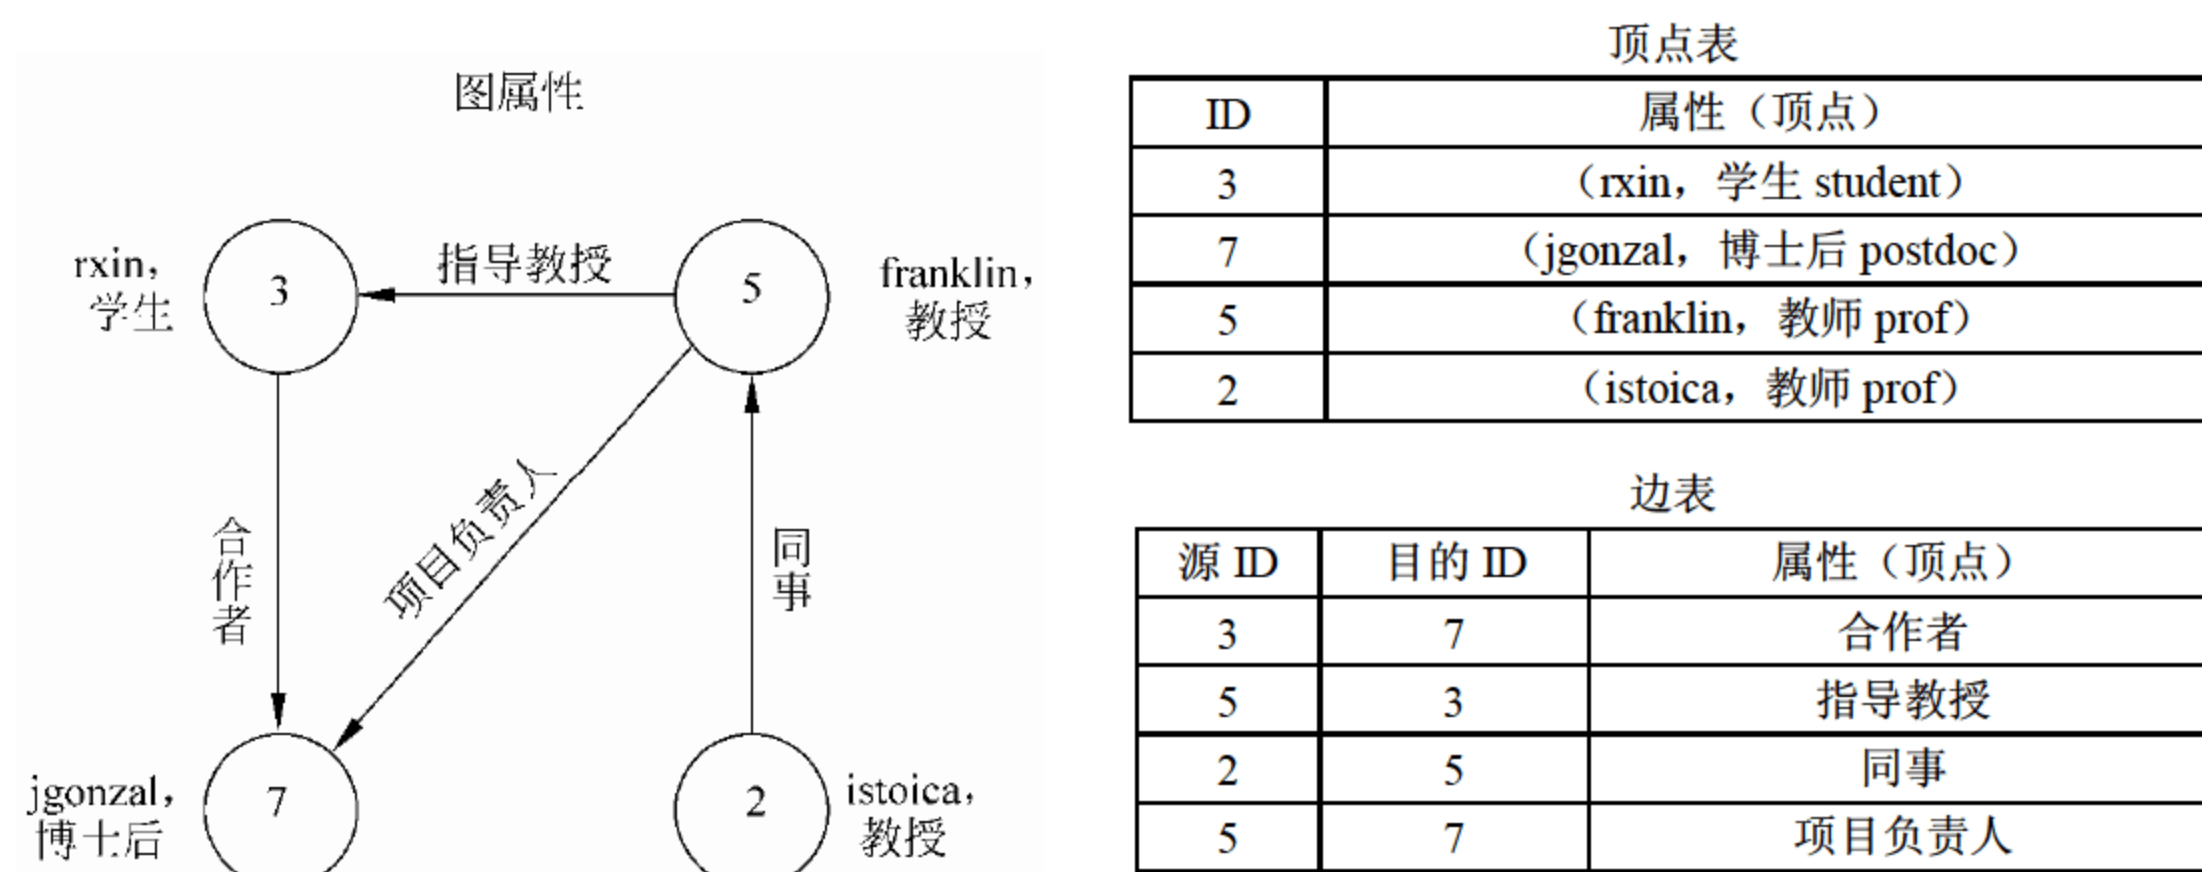 图属性
rxin,
学生
3
指导教授
5
franklin,
教授
合作者
项目负责人
同事
jgonzal,
博士后
7
2
istoica,
教授
顶点表
ID 属性（顶点）
3 （rxin，学生 student）
7 （jgonzal，博士后 postdoc）
5 （franklin，教师 prof）
2 （istoica，教师 prof）
边表
源 ID 目的 ID 属性（顶点）
3 7 合作者
5 3 指导教授
2 5 同事
5 7 项目负责人